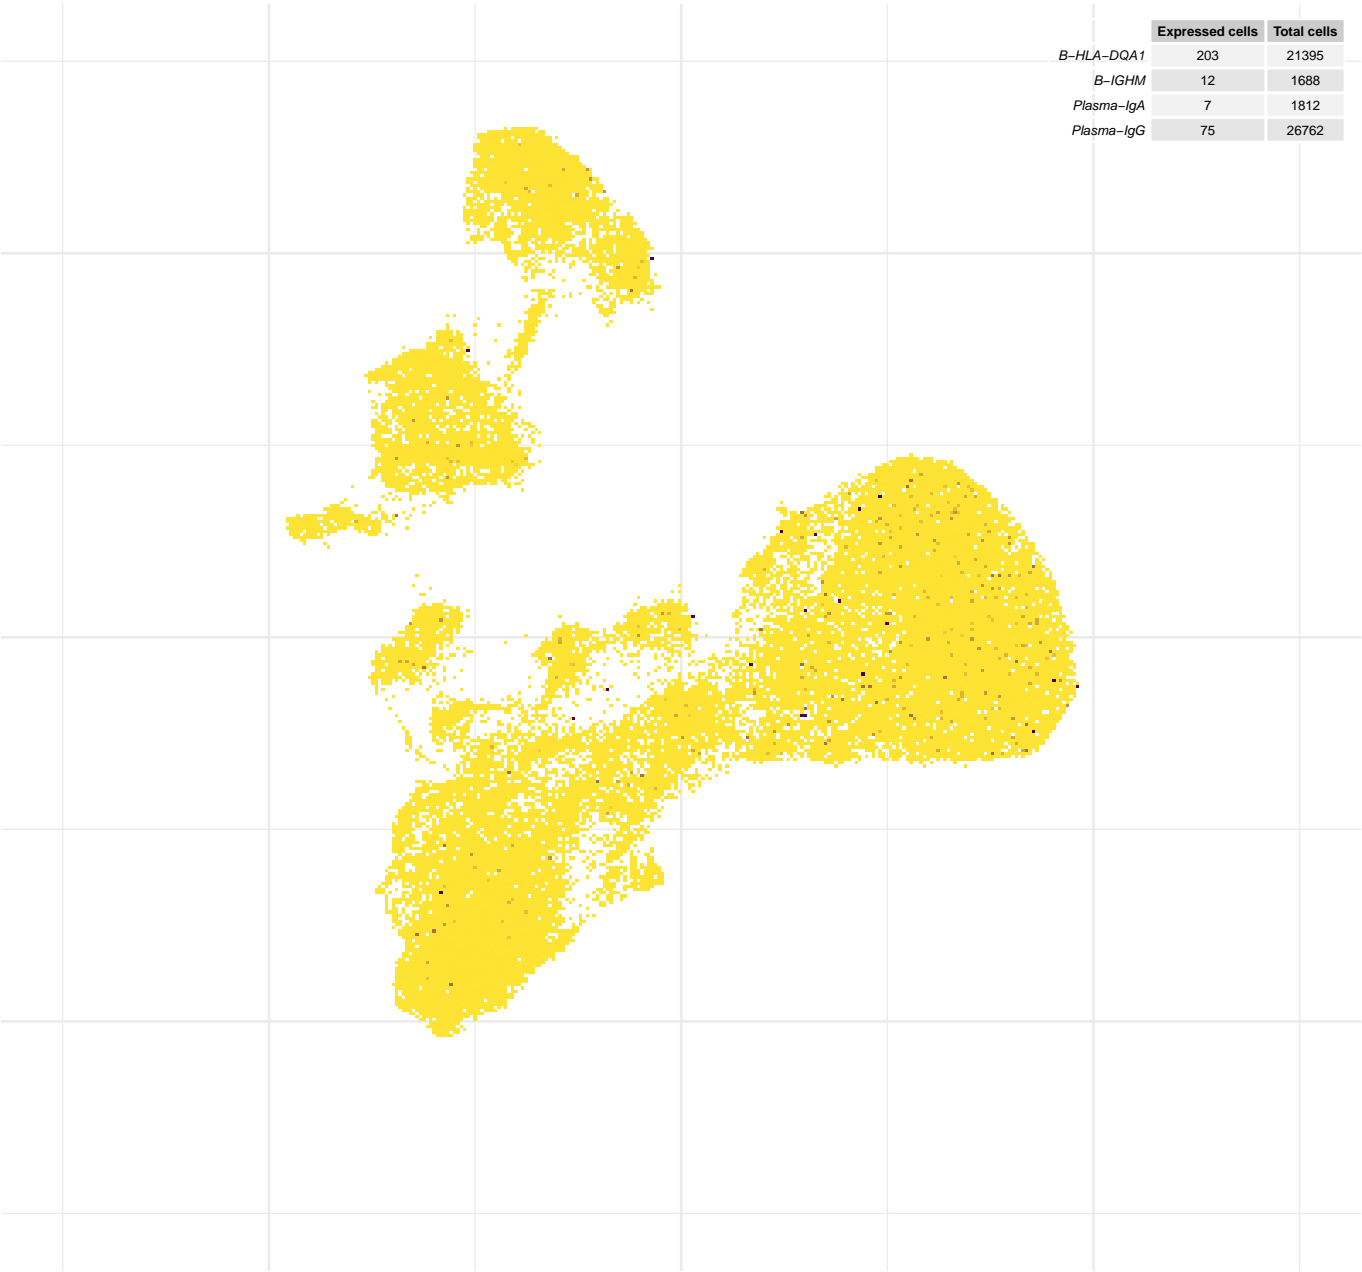 Expressed cells Total cells
B−HLA−DQA1 203 21395
B−IGHM 12 1688
Plasma−IgA 7 1812
Plasma−IgG 75 26762